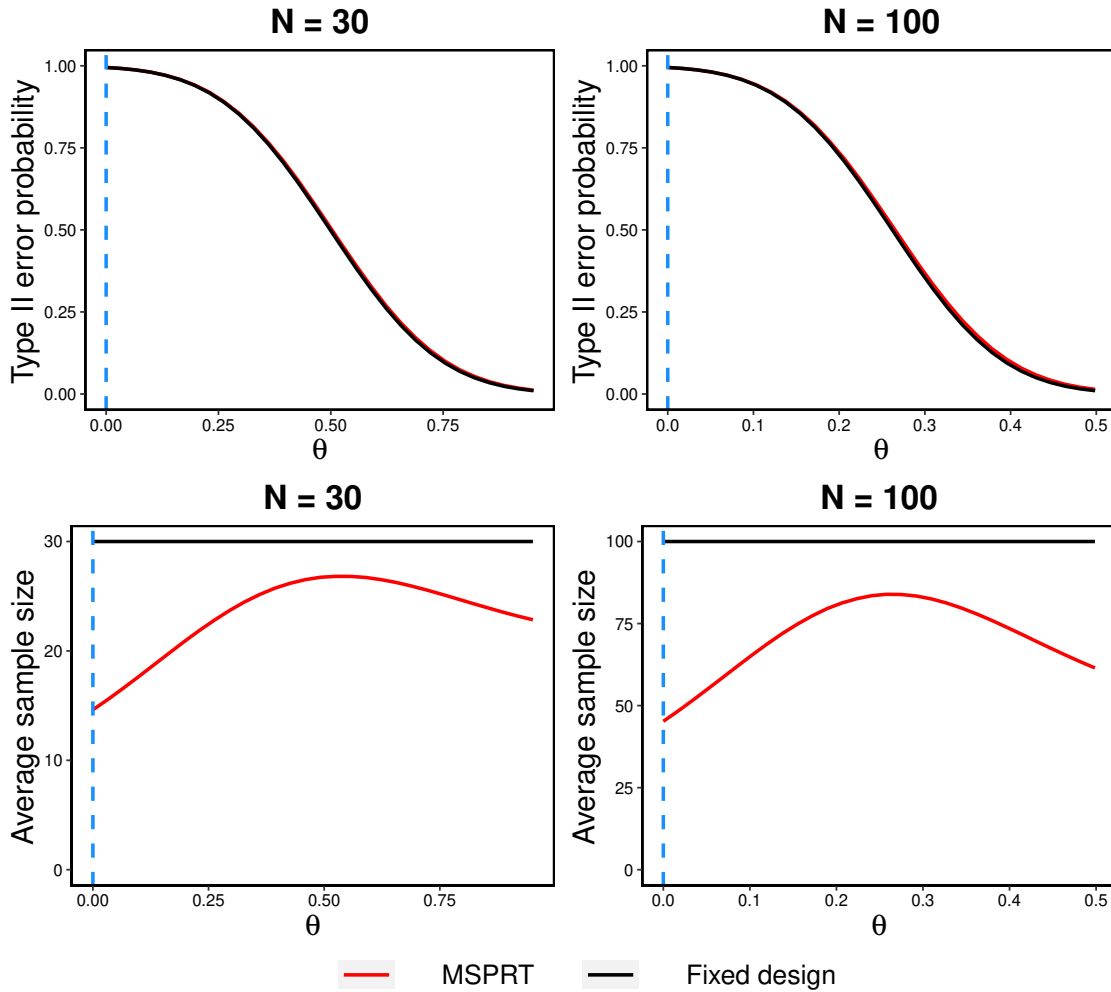 N = 30
Type II error probability
1.00
0.75
0.50
0.25
0.00
0.00 0.25 0.50 0.75
θ
N = 100
Type II error probability
1.00
0.75
0.50
0.25
0.00
0.0 0.1 0.2 0.3 0.4 0.5
θ
N = 30
Average sample size
30
20
10
0
0.00 0.25 0.50 0.75
θ
N = 100
Average sample size
100
75
50
25
0
0.0 0.1 0.2 0.3 0.4 0.5
θ
MSPRT Fixed design